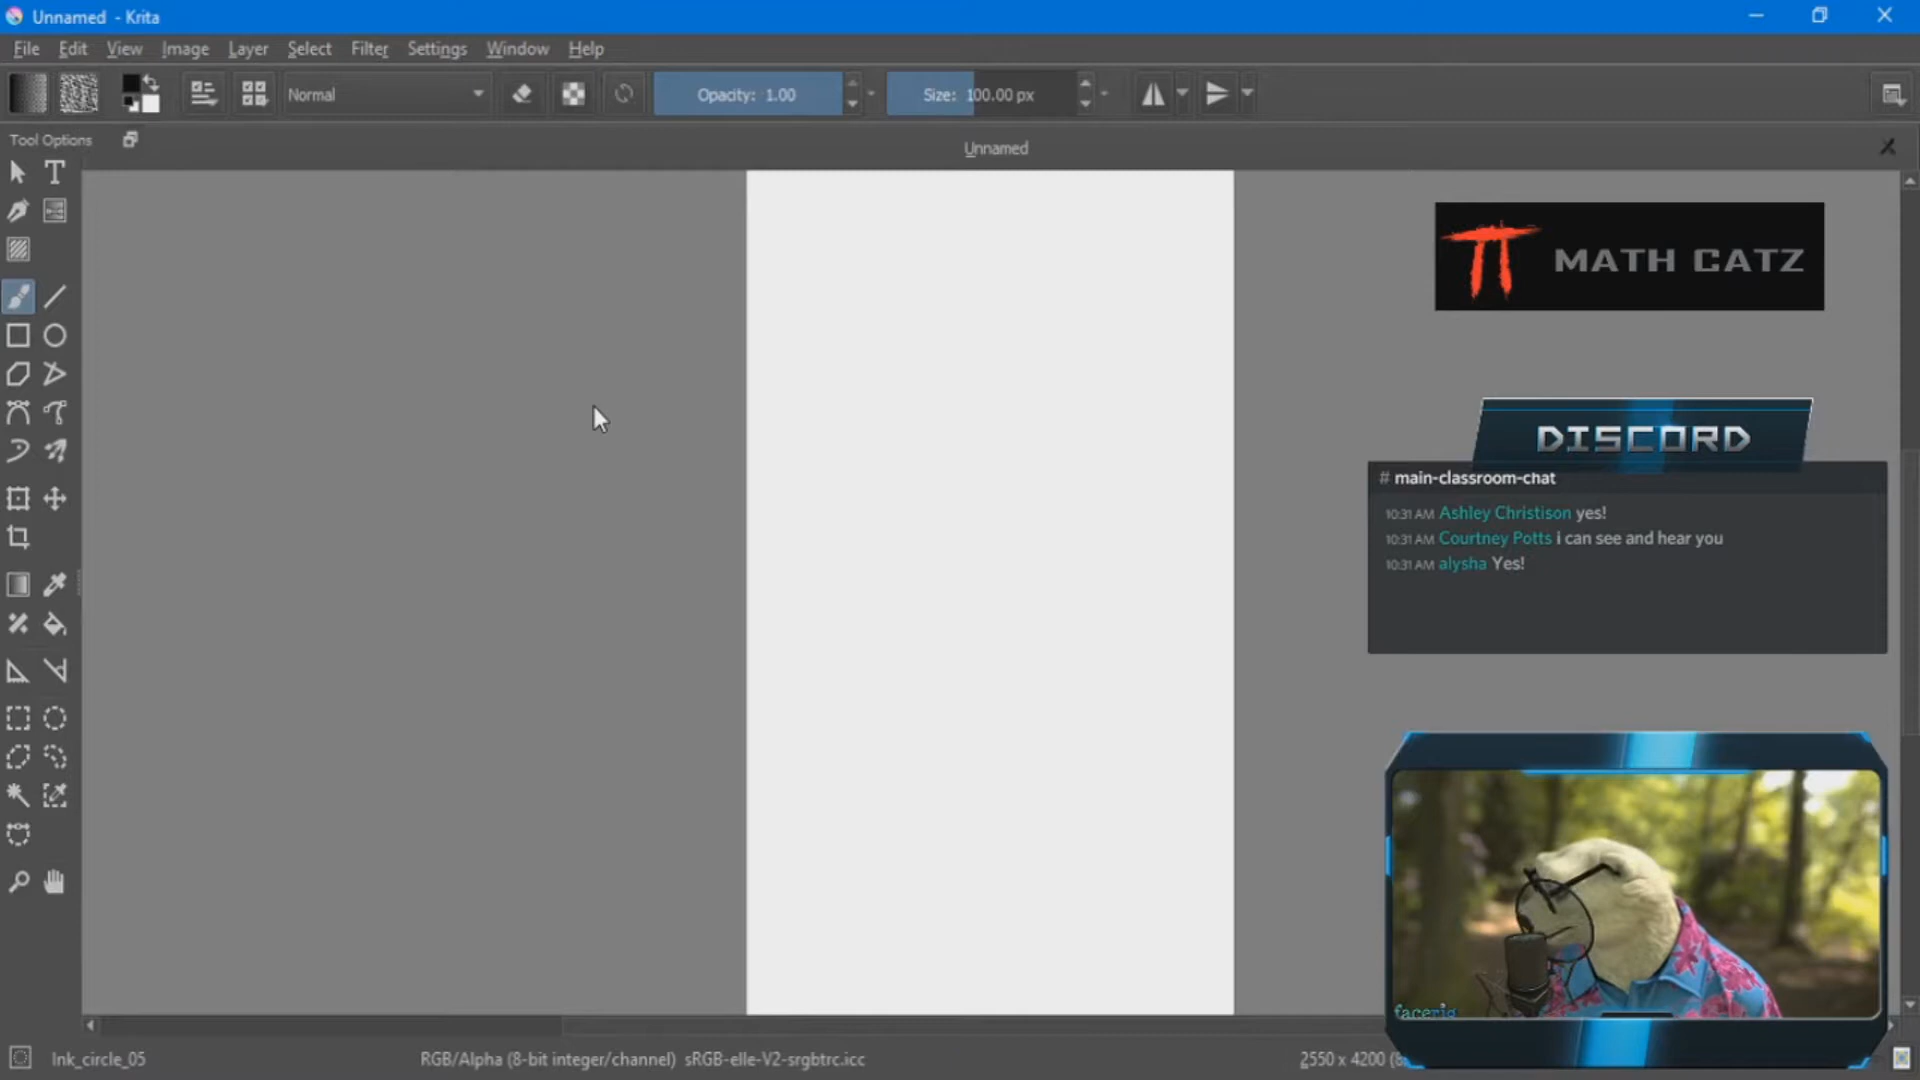 Unnamed - Krita
File Edit View Image Layer Select Filter Settings Window Help
Normal Opacity: 1.00 Size: 100.00 px
Tool Options
Unnamed
MATH CATZ
DISCORD
# main-classroom-chat
10:31 AM Ashley Christison yes!
10:31 AM Courtney Potts i can see and hear you
10:31 AM alysha Yes!
facerig
Ink_circle_05 RGB/Alpha (8-bit integer/channel) sRGB-elle-V2-srgbtrc.icc 2550 x 4200